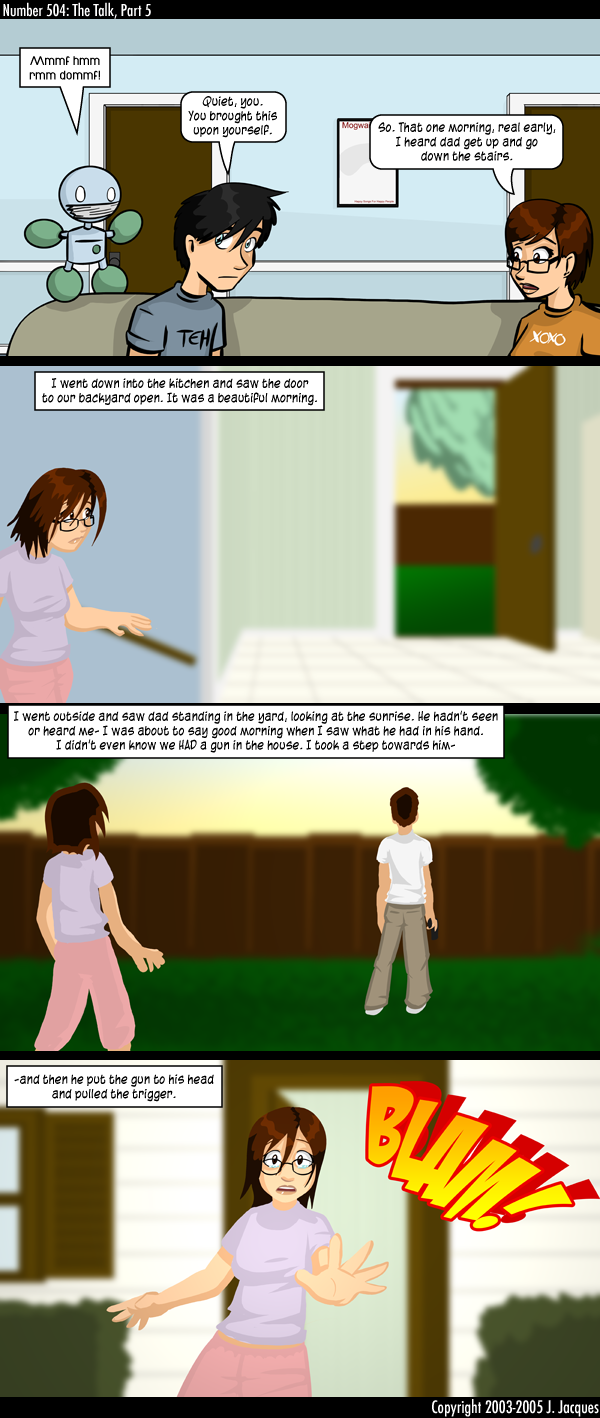 Number 504: The Talk, Part 5
Mmmf hmm
rmm dommf!
Quiet, you.
You brought this
upon yourself.
So. That one morning, real early,
I heard dad get up and go
down the stairs.
Mogwa
TEH
XOXO
I went down into the kitchen and saw the door
to our backyard open. It was a beautiful morning.
I went outside and saw dad standing in the yard, looking at the sunrise. He hadn't seen
or heard me- I was about to say good morning when I saw what he had in his hand.
I didn't even know we HAD a gun in the house. I took a step towards him-
-and then he put the gun to his head
and pulled the trigger.
BLAM!
Copyright 2003-2005 J. Jacques